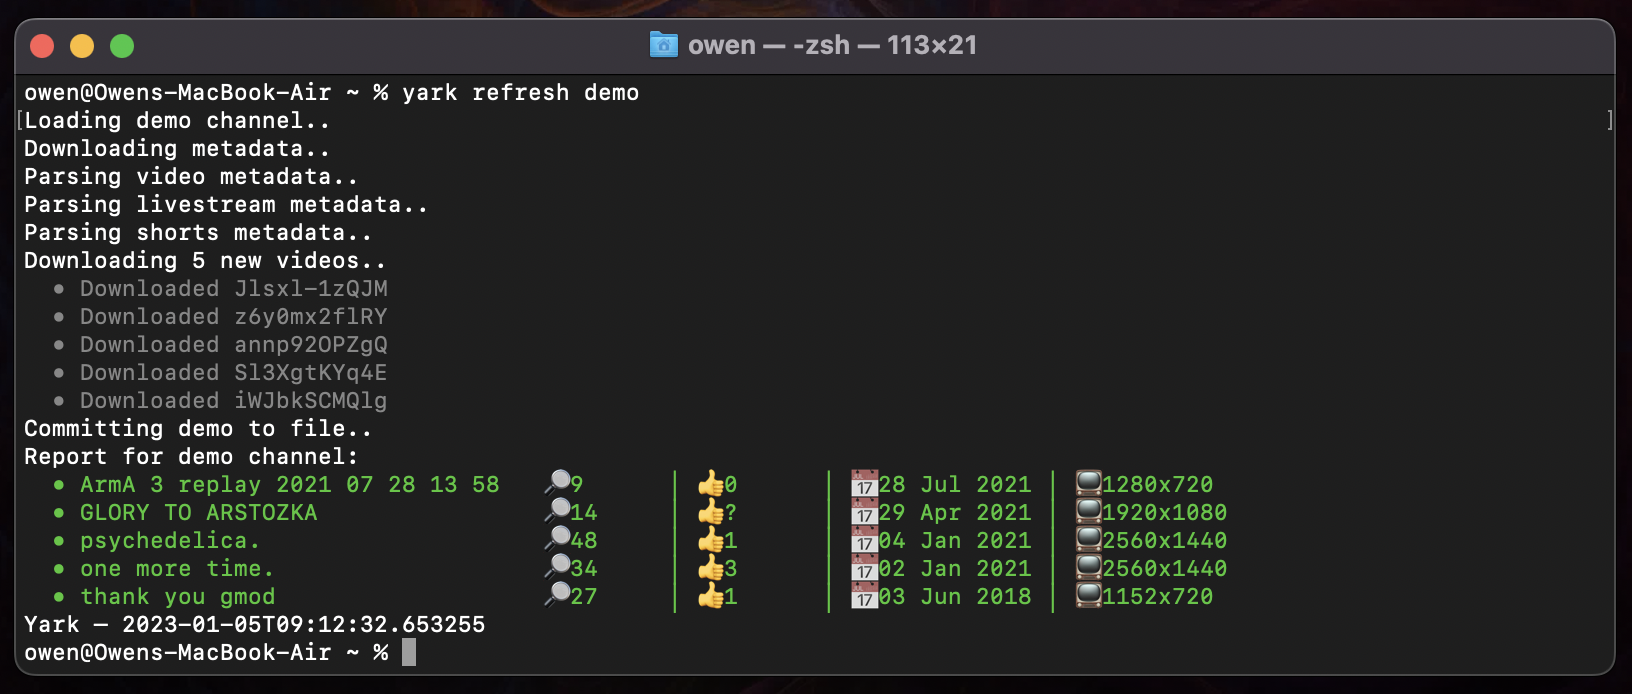 owen — -zsh — 113×21
owen@Owens-MacBook-Air ~ % yark refresh demo
[Loading demo channel.. ]
Downloading metadata..
Parsing video metadata..
Parsing livestream metadata..
Parsing shorts metadata..
Downloading 5 new videos..
• Downloaded Jlsxl-1zQJM
• Downloaded z6y0mx2flRY
• Downloaded annp92OPZgQ
• Downloaded Sl3XgtKYq4E
• Downloaded iWJbkSCMQlg
Committing demo to file..
Report for demo channel:
• ArmA 3 replay 2021 07 28 13 58 🔎9 | 👍0 | 📅28 Jul 2021 | 📺1280x720
• GLORY TO ARSTOZKA 🔎14 | 👍? | 📅29 Apr 2021 | 📺1920x1080
• psychedelica. 🔎48 | 👍1 | 📅04 Jan 2021 | 📺2560x1440
• one more time. 🔎34 | 👍3 | 📅02 Jan 2021 | 📺2560x1440
• thank you gmod 🔎27 | 👍1 | 📅03 Jun 2018 | 📺1152x720
Yark – 2023-01-05T09:12:32.653255
owen@Owens-MacBook-Air ~ %